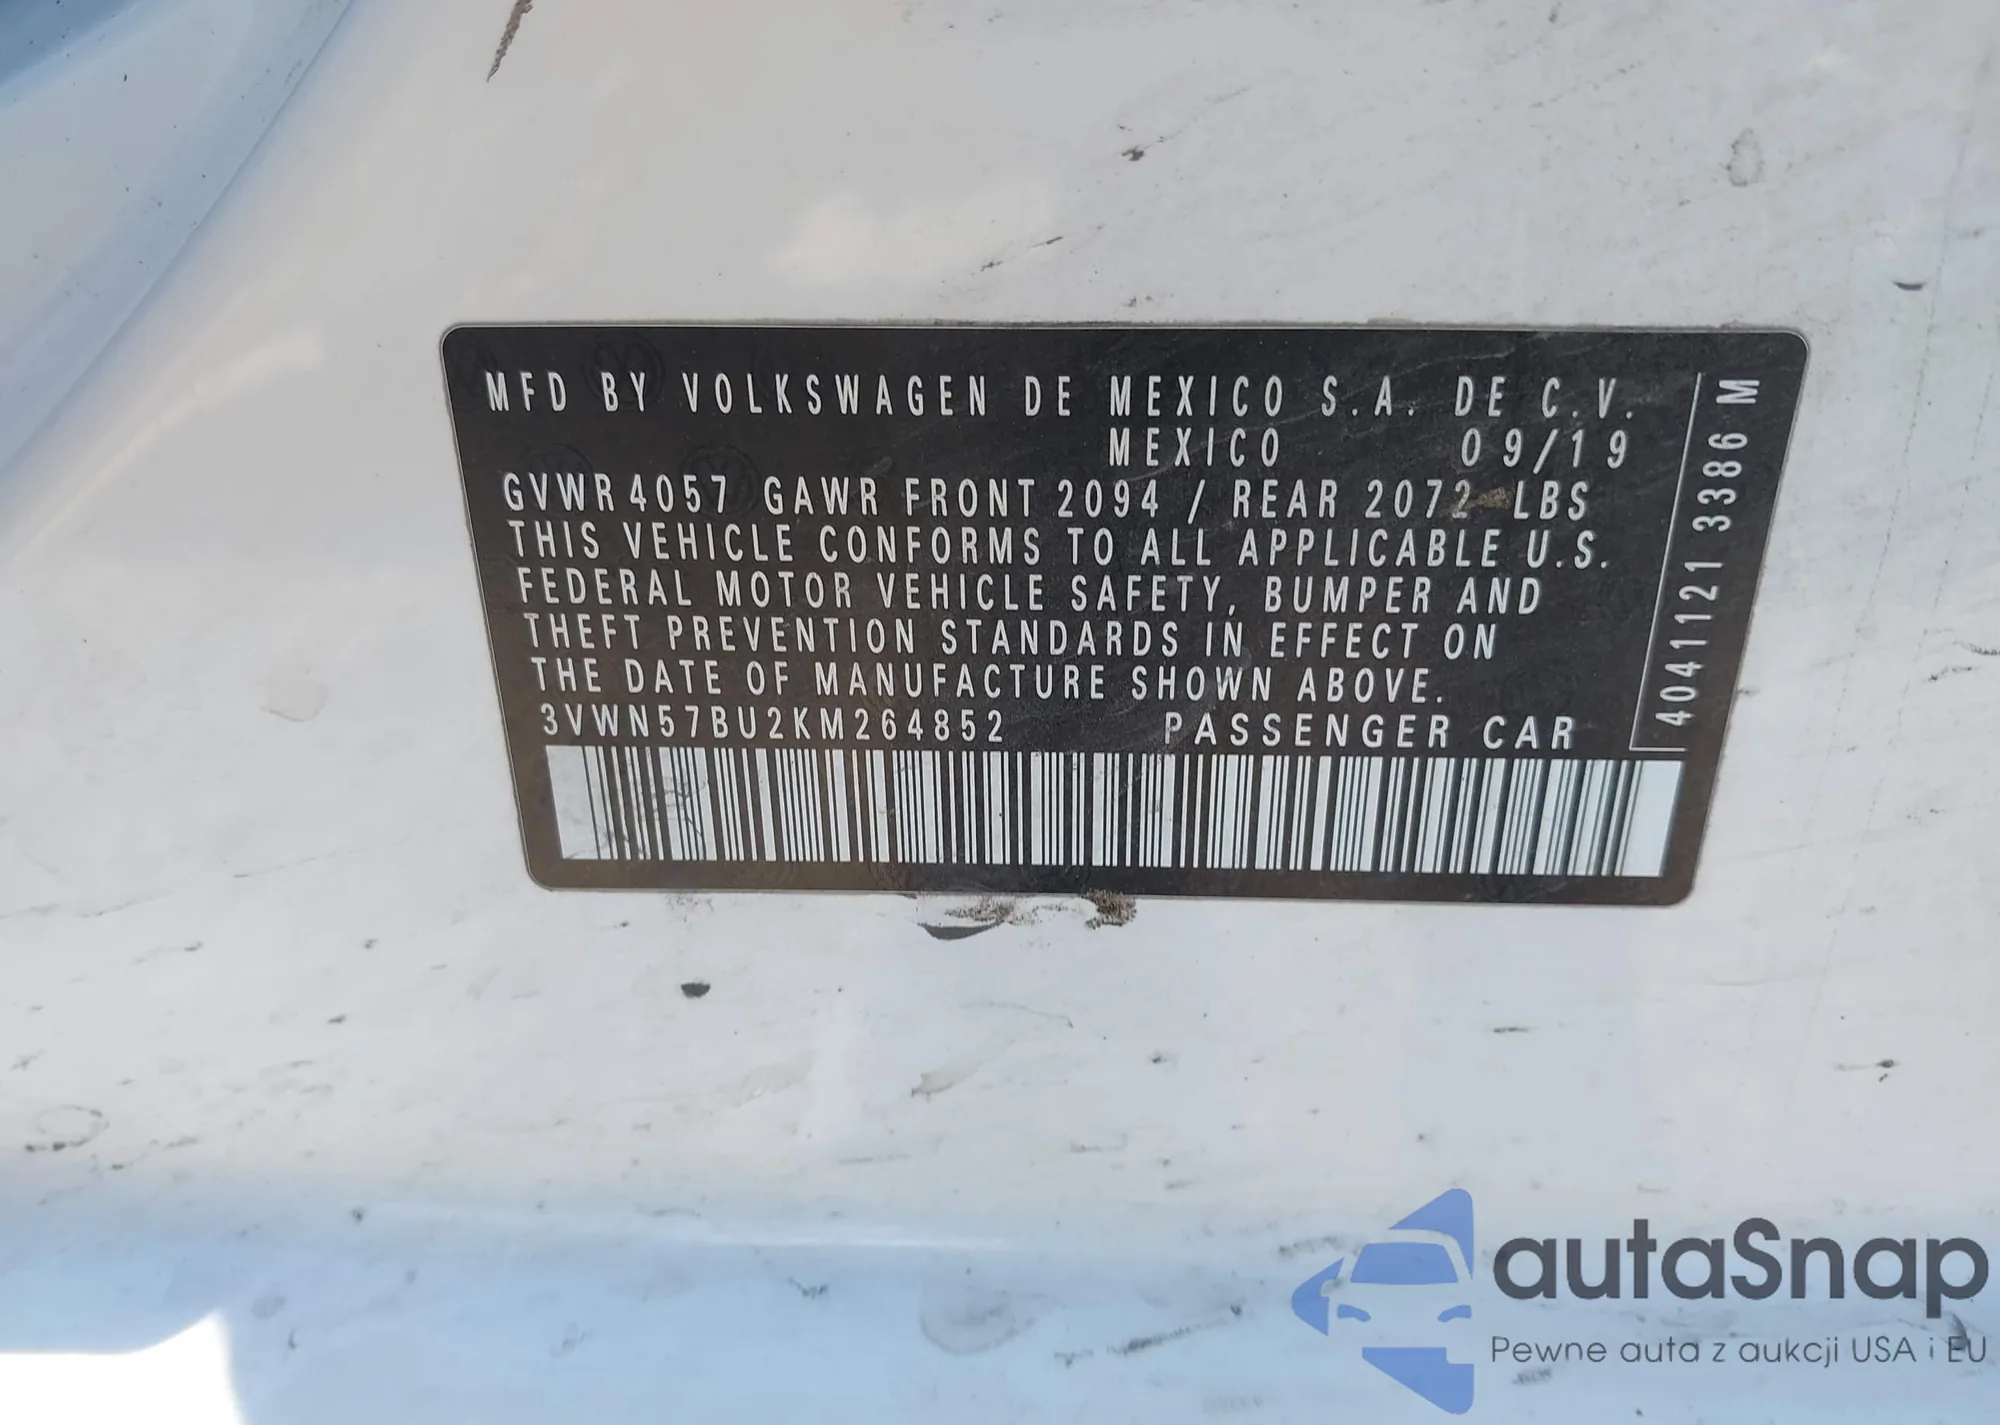 MFD BY VOLKSWAGEN DE MEXICO S.A. DE C.V.
MEXICO 09/19
GVWR 4057 GAWR FRONT 2094 / REAR 2072 LBS
THIS VEHICLE CONFORMS TO ALL APPLICABLE U.S.
FEDERAL MOTOR VEHICLE SAFETY, BUMPER AND
THEFT PREVENTION STANDARDS IN EFFECT ON
THE DATE OF MANUFACTURE SHOWN ABOVE.
3VWN57BU2KM264852 PASSENGER CAR
4041121 3386 M
autaSnap
Pewne auta z aukcji USA i EU